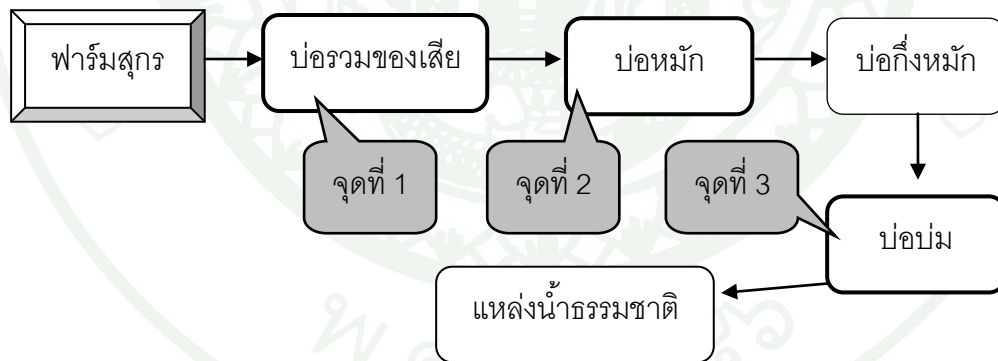 ฟาร์มสุกร
บ่อรวมของเสีย
บ่อหมัก
บ่อกึ่งหมัก
จุดที่ 1
จุดที่ 2
จุดที่ 3
บ่อบ่ม
แหล่งน้ำธรรมชาติ